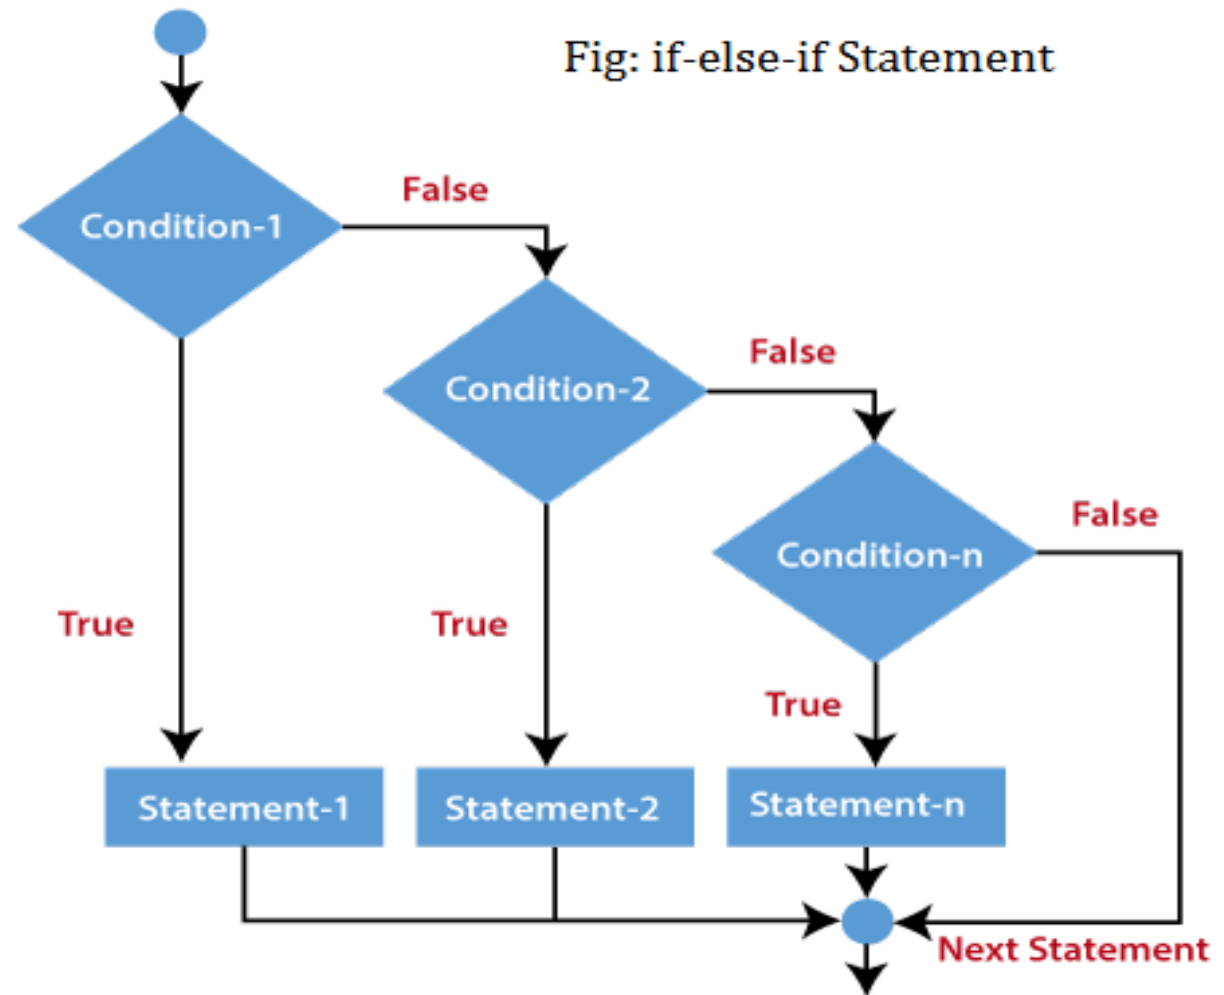 Fig: if-else-if Statement
False
Condition-1
False
Condition-2
False
Condition-n
True
True
True
Statement-1
Statement-2
Statement-n
Next Statement